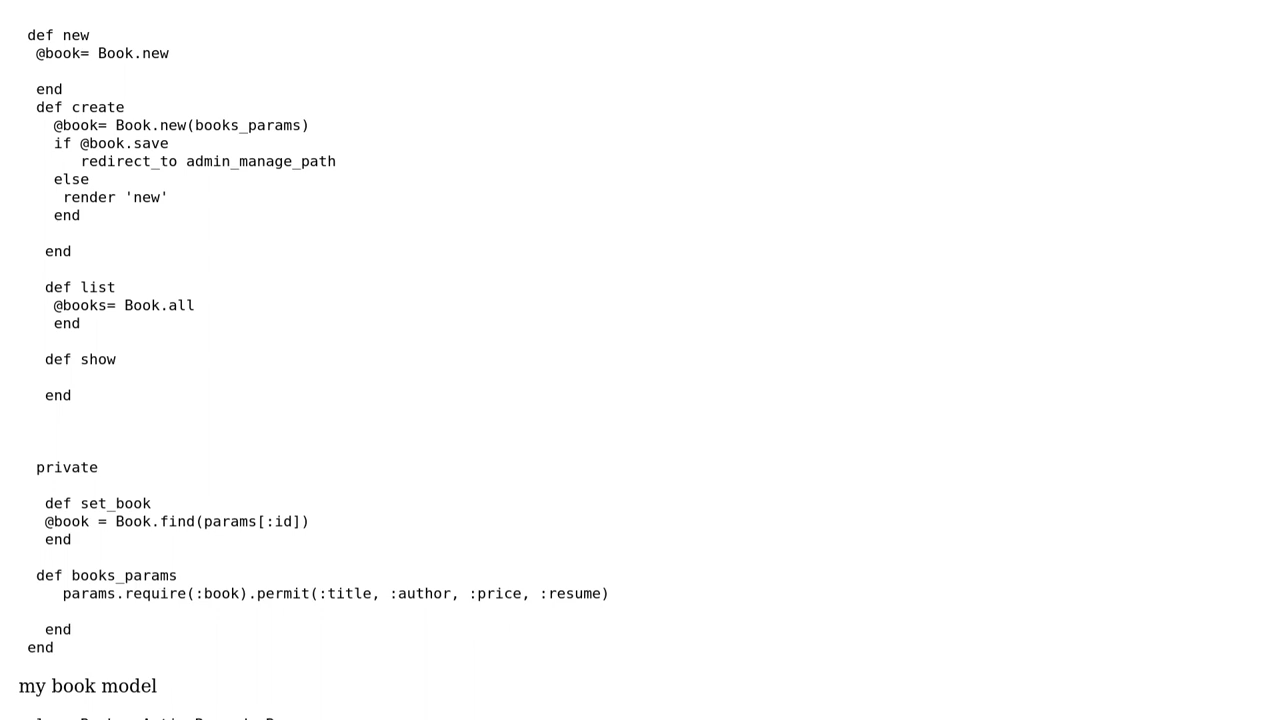 def new
@book= Book.new
end
def create
@book= Book.new(books_params)
if @book.save
redirect_to admin_manage_path
else
render 'new'
end
end
def list
@books= Book.all
end
def show
end
private
def set_book
@book = Book.find(params[:id])
end
def books_params
params.require(:book).permit(:title, :author, :price, :resume)
end
end
my book model